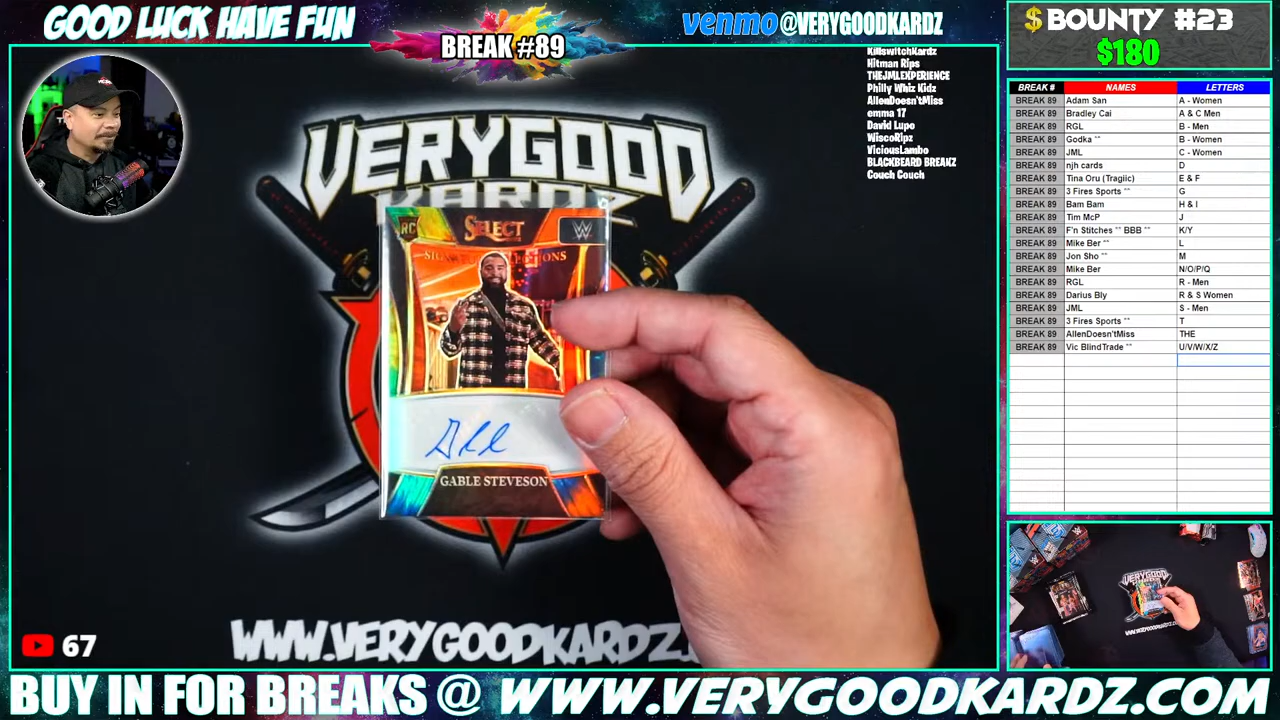 GOOD LUCK HAVE FUN
BREAK #89
venmo @VERYGOODKARDZ
$ BOUNTY #23
$180
KillswitchKardz
Hitman Rips
THEJMLEXPERIENCE
Philly Whiz Kidz
AllenDoesn'tMiss
emma 17
David Lupo
WiscoRipz
ViciousLambo
BLACKBEARD BREAKZ
Couch Couch
BREAK # NAMES LETTERS
BREAK 89 Adam San A - Women
BREAK 89 Bradley Cai A & C Men
BREAK 89 RGL B - Men
BREAK 89 Godka ** B - Women
BREAK 89 JML C - Women
BREAK 89 njh cards D
BREAK 89 Tina Oru (Tragiic) E & F
BREAK 89 3 Fires Sports ** G
BREAK 89 Bam Bam H & I
BREAK 89 Tim McP J
BREAK 89 F'n Stitches ** BBB ** K/Y
BREAK 89 Mike Ber ** L
BREAK 89 Jon Sho ** M
BREAK 89 Mike Ber N/O/P/Q
BREAK 89 RGL R - Men
BREAK 89 Darius Bly R & S Women
BREAK 89 JML S - Men
BREAK 89 3 Fires Sports ** T
BREAK 89 AllenDoesn'tMiss THE
BREAK 89 Vic BlindTrade ** U/V/W/X/Z
VERYGOOD
KARDZ
RC SELECT W
GABLE STEVESON
67
WWW.VERYGOODKARDZ.
BUY IN FOR BREAKS @ WWW.VERYGOODKARDZ.COM